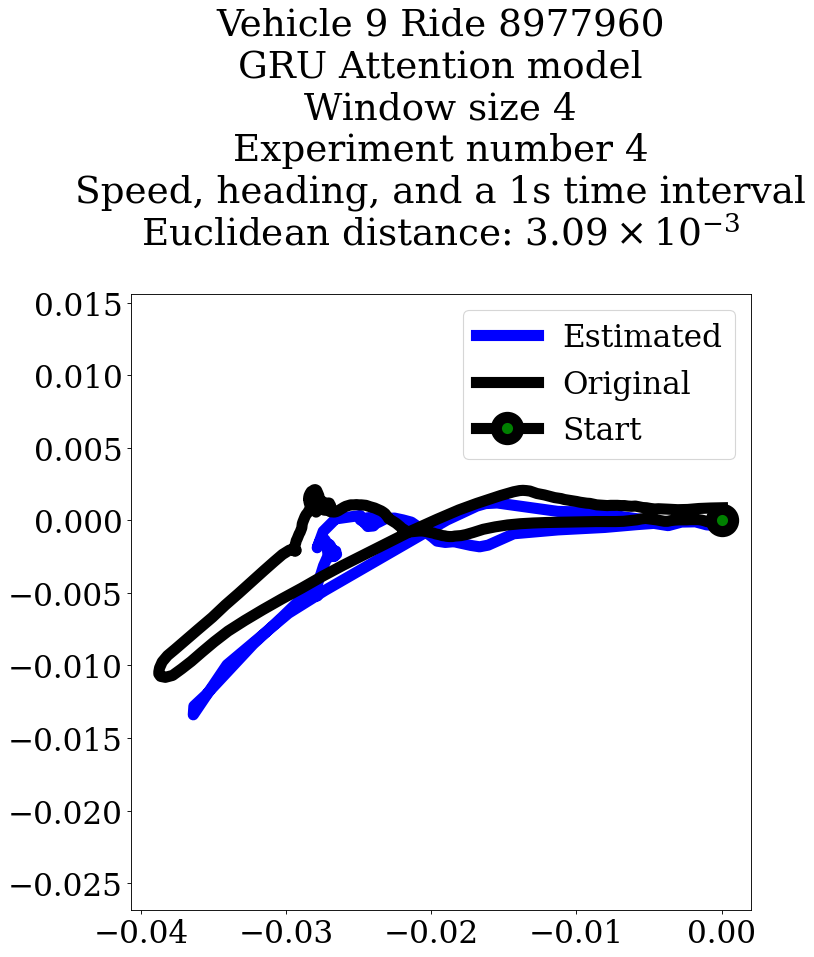 Vehicle 9 Ride 8977960
GRU Attention model
Window size 4
Experiment number 4
Speed, heading, and a 1s time interval
Euclidean distance: 3.09 × 10⁻³
Estimated
Original
Start
0.015
0.010
0.005
0.000
−0.005
−0.010
−0.015
−0.020
−0.025
−0.04 −0.03 −0.02 −0.01 0.00